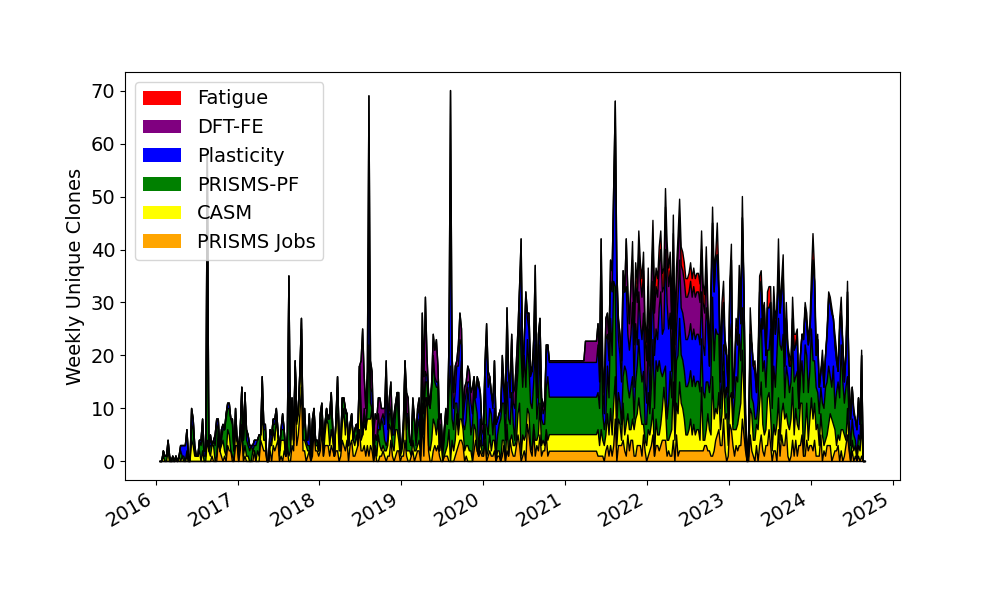 Weekly Unique Clones
70
60
50
40
30
20
10
0
Fatigue
DFT-FE
Plasticity
PRISMS-PF
CASM
PRISMS Jobs
2016
2017
2018
2019
2020
2021
2022
2023
2024
2025